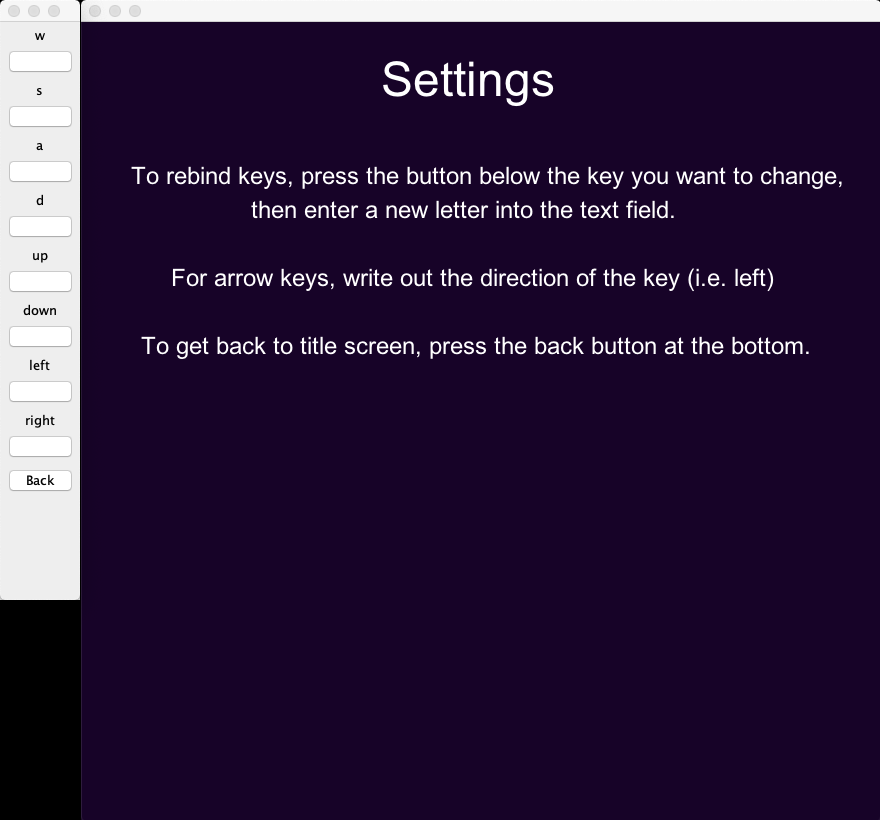 w
s
a
d
up
down
left
right
Back
Settings
To rebind keys, press the button below the key you want to change,
then enter a new letter into the text field.
For arrow keys, write out the direction of the key (i.e. left)
To get back to title screen, press the back button at the bottom.